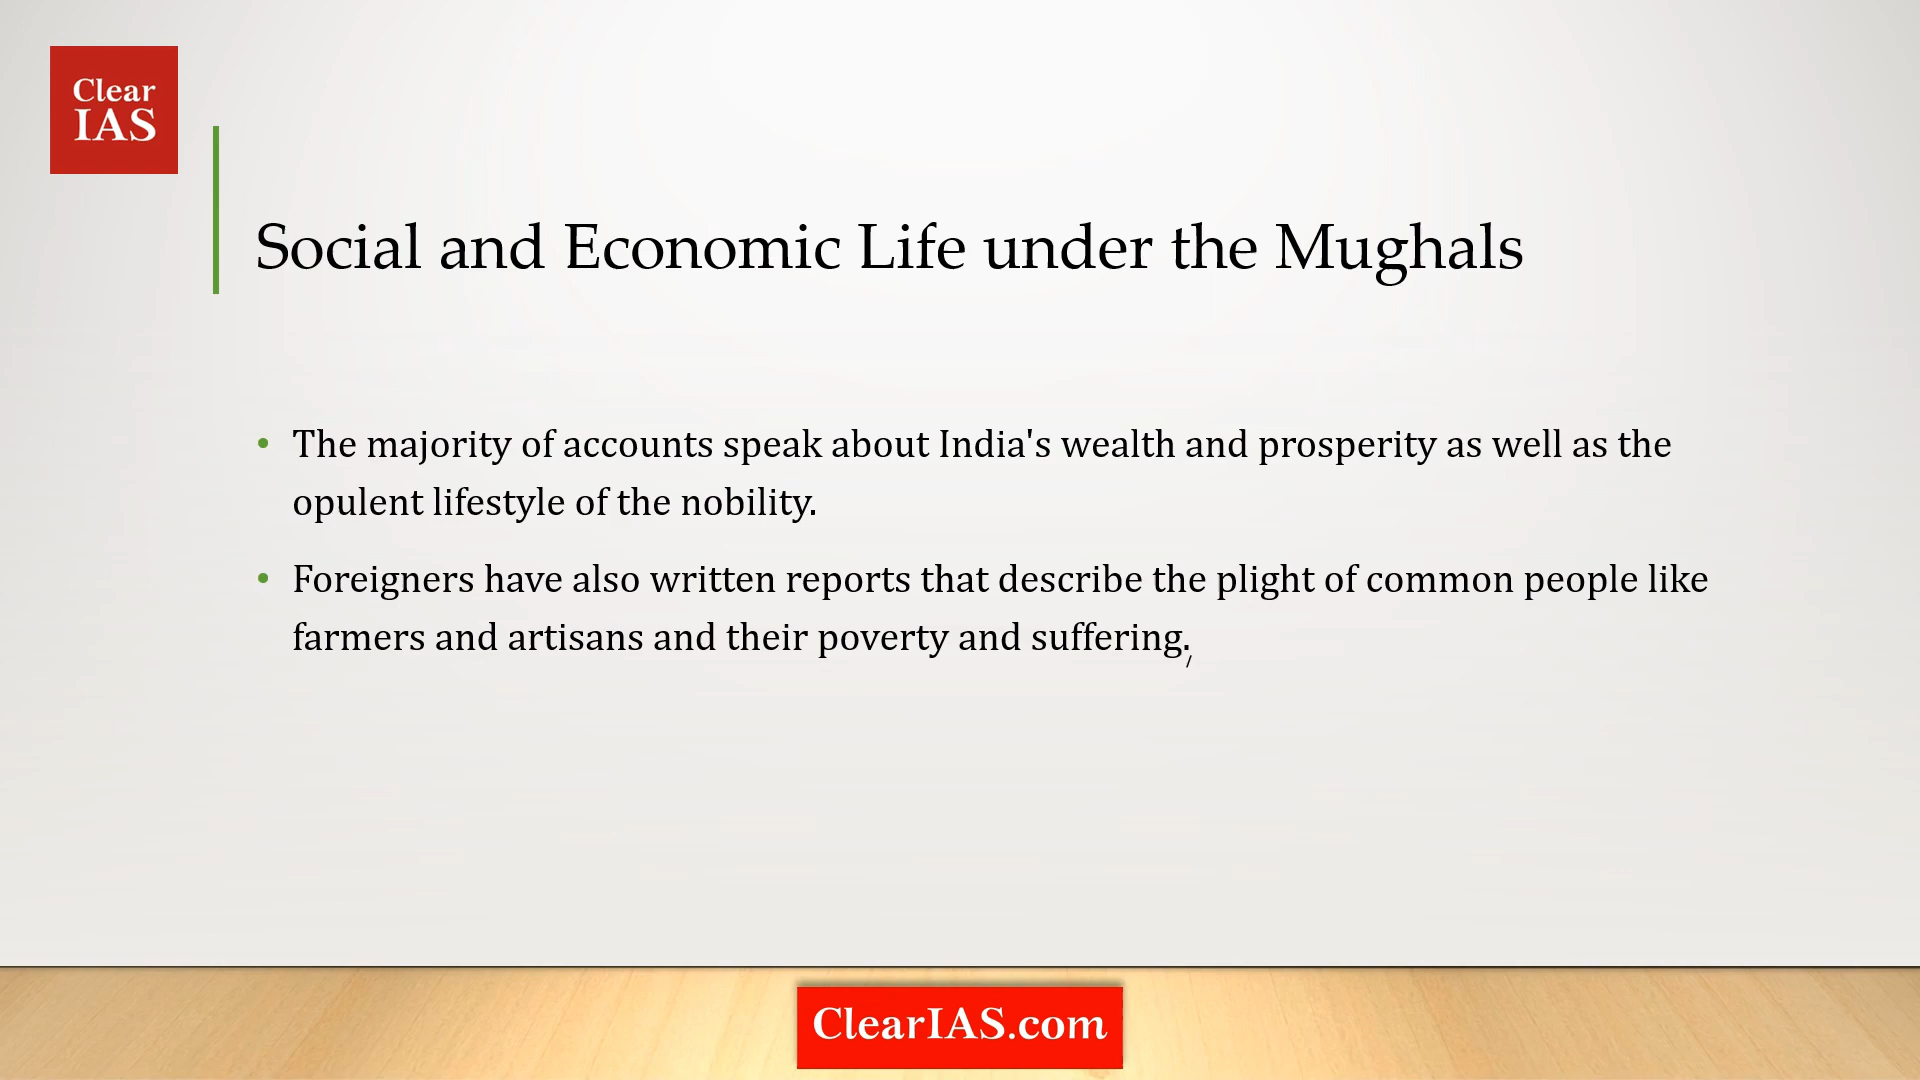 Clear
IAS
Social and Economic Life under the Mughals
• The majority of accounts speak about India's wealth and prosperity as well as the
opulent lifestyle of the nobility.
• Foreigners have also written reports that describe the plight of common people like
farmers and artisans and their poverty and suffering.
ClearIAS.com